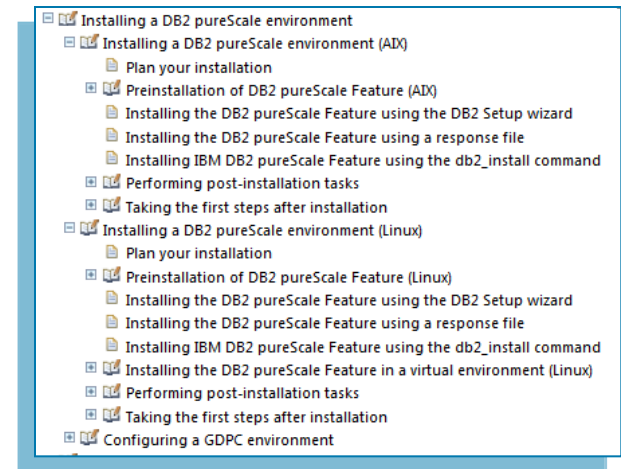 Installing a DB2 pureScale environment
Installing a DB2 pureScale environment (AIX)
Plan your installation
Preinstallation of DB2 pureScale Feature (AIX)
Installing the DB2 pureScale Feature using the DB2 Setup wizard
Installing the DB2 pureScale Feature using a response file
Installing IBM DB2 pureScale Feature using the db2_install command
Performing post-installation tasks
Taking the first steps after installation
Installing a DB2 pureScale environment (Linux)
Plan your installation
Preinstallation of DB2 pureScale Feature (Linux)
Installing the DB2 pureScale Feature using the DB2 Setup wizard
Installing the DB2 pureScale Feature using a response file
Installing IBM DB2 pureScale Feature using the db2_install command
Installing the DB2 pureScale Feature in a virtual environment (Linux)
Performing post-installation tasks
Taking the first steps after installation
Configuring a GDPC environment